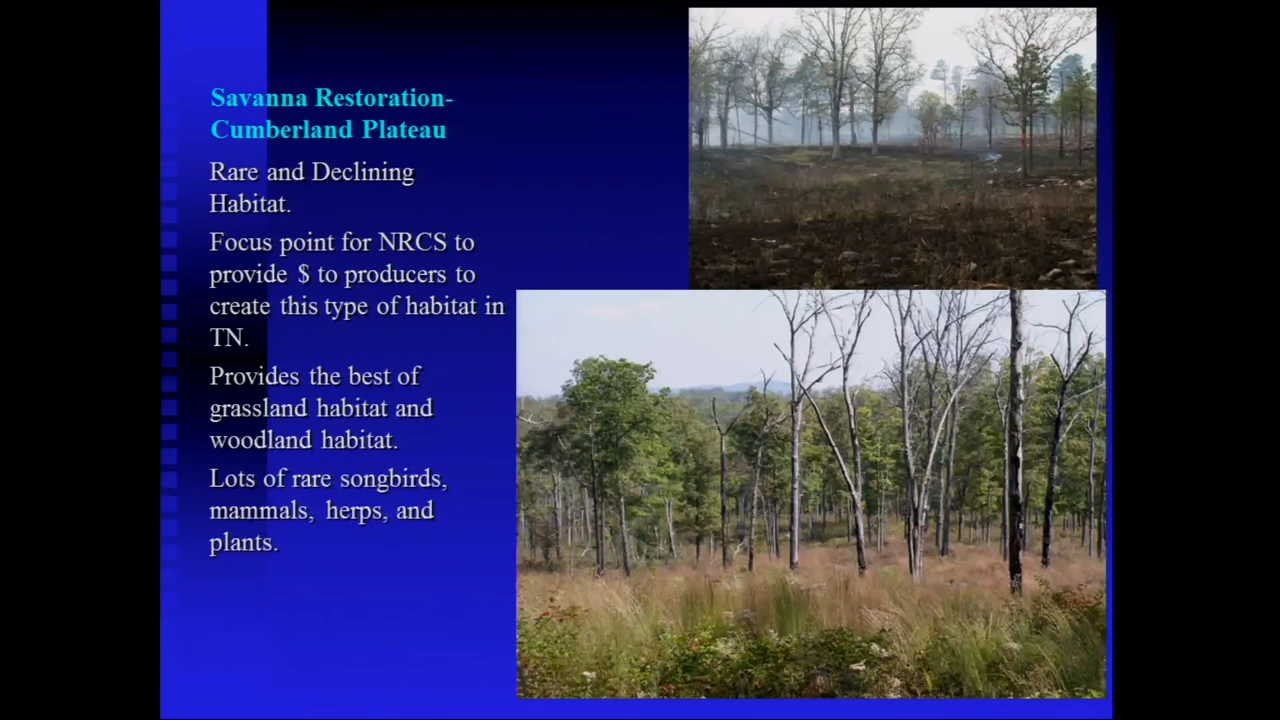 Savanna Restoration-
Cumberland Plateau
Rare and Declining
Habitat.
Focus point for NRCS to
provide $ to producers to
create this type of habitat in
TN.
Provides the best of
grassland habitat and
woodland habitat.
Lots of rare songbirds,
mammals, herps, and
plants.